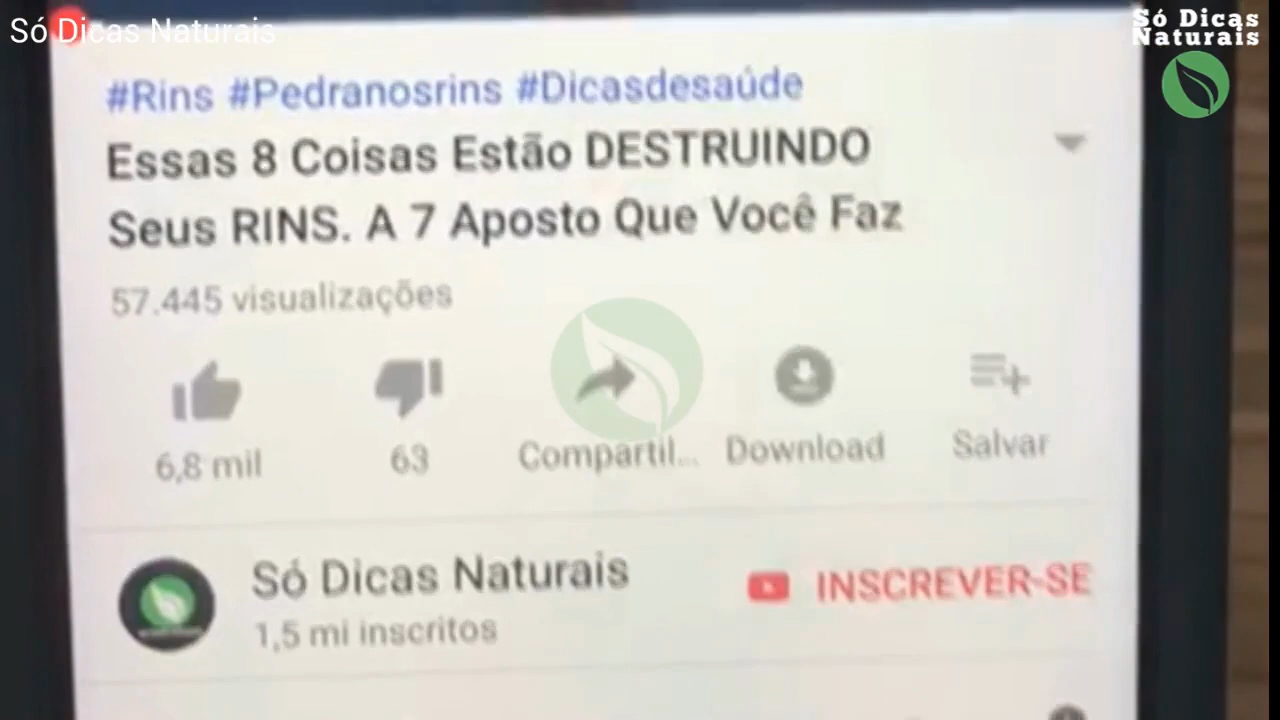 Só Dicas Naturais
Só Dicas
Naturais
#Rins #Pedranosrins #Dicasdesaúde
Essas 8 Coisas Estão DESTRUINDO
Seus RINS. A 7 Aposto Que Você Faz
57.445 visualizações
6,8 mil
63
Compartil...
Download
Salvar
Só Dicas Naturais
INSCREVER-SE
1,5 mi inscritos